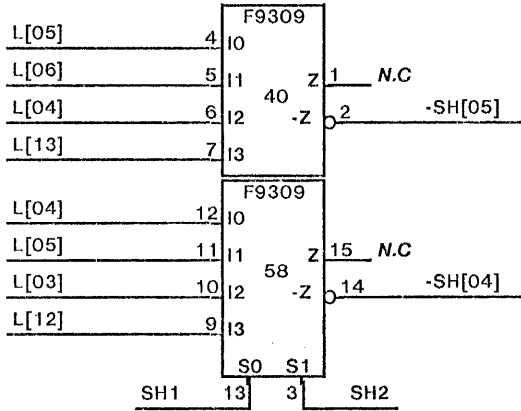 F9309
L[05] 4 I0
L[06] 5 I1 Z 1 N.C
40
L[04] 6 I2 -Z 2 -SH[05]
L[13] 7 I3
F9309
L[04] 12 I0
L[05] 11 I1 Z 15 N.C
58
L[03] 10 I2 -Z 14 -SH[04]
L[12] 9 I3
S0 S1
SH1 13 3 SH2